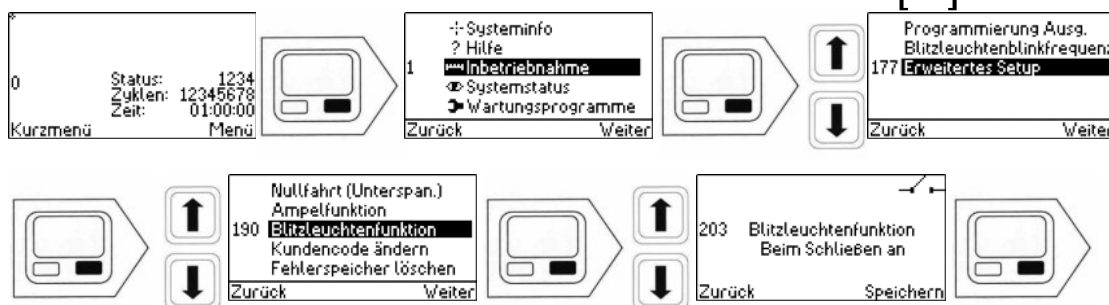 0
Status: 1234
Zyklen: 12345678
Zeit: 01:00:00
Kurzmenü Menü
Systeminfo
? Hilfe
1 Inbetriebnahme
Systemstatus
Wartungsprogramme
Zurück Weiter
Programmierung Ausg.
Blitzleuchtenblinkfrequenz
177 Erweitertes Setup
Zurück Weiter
Nullfahrt (Unterspan.)
Ampelfunktion
190 Blitzleuchtenfunktion
Kundencode ändern
Fehlerspeicher löschen
Zurück Weiter
203 Blitzleuchtenfunktion
Beim Schließen an
Zurück Speichern